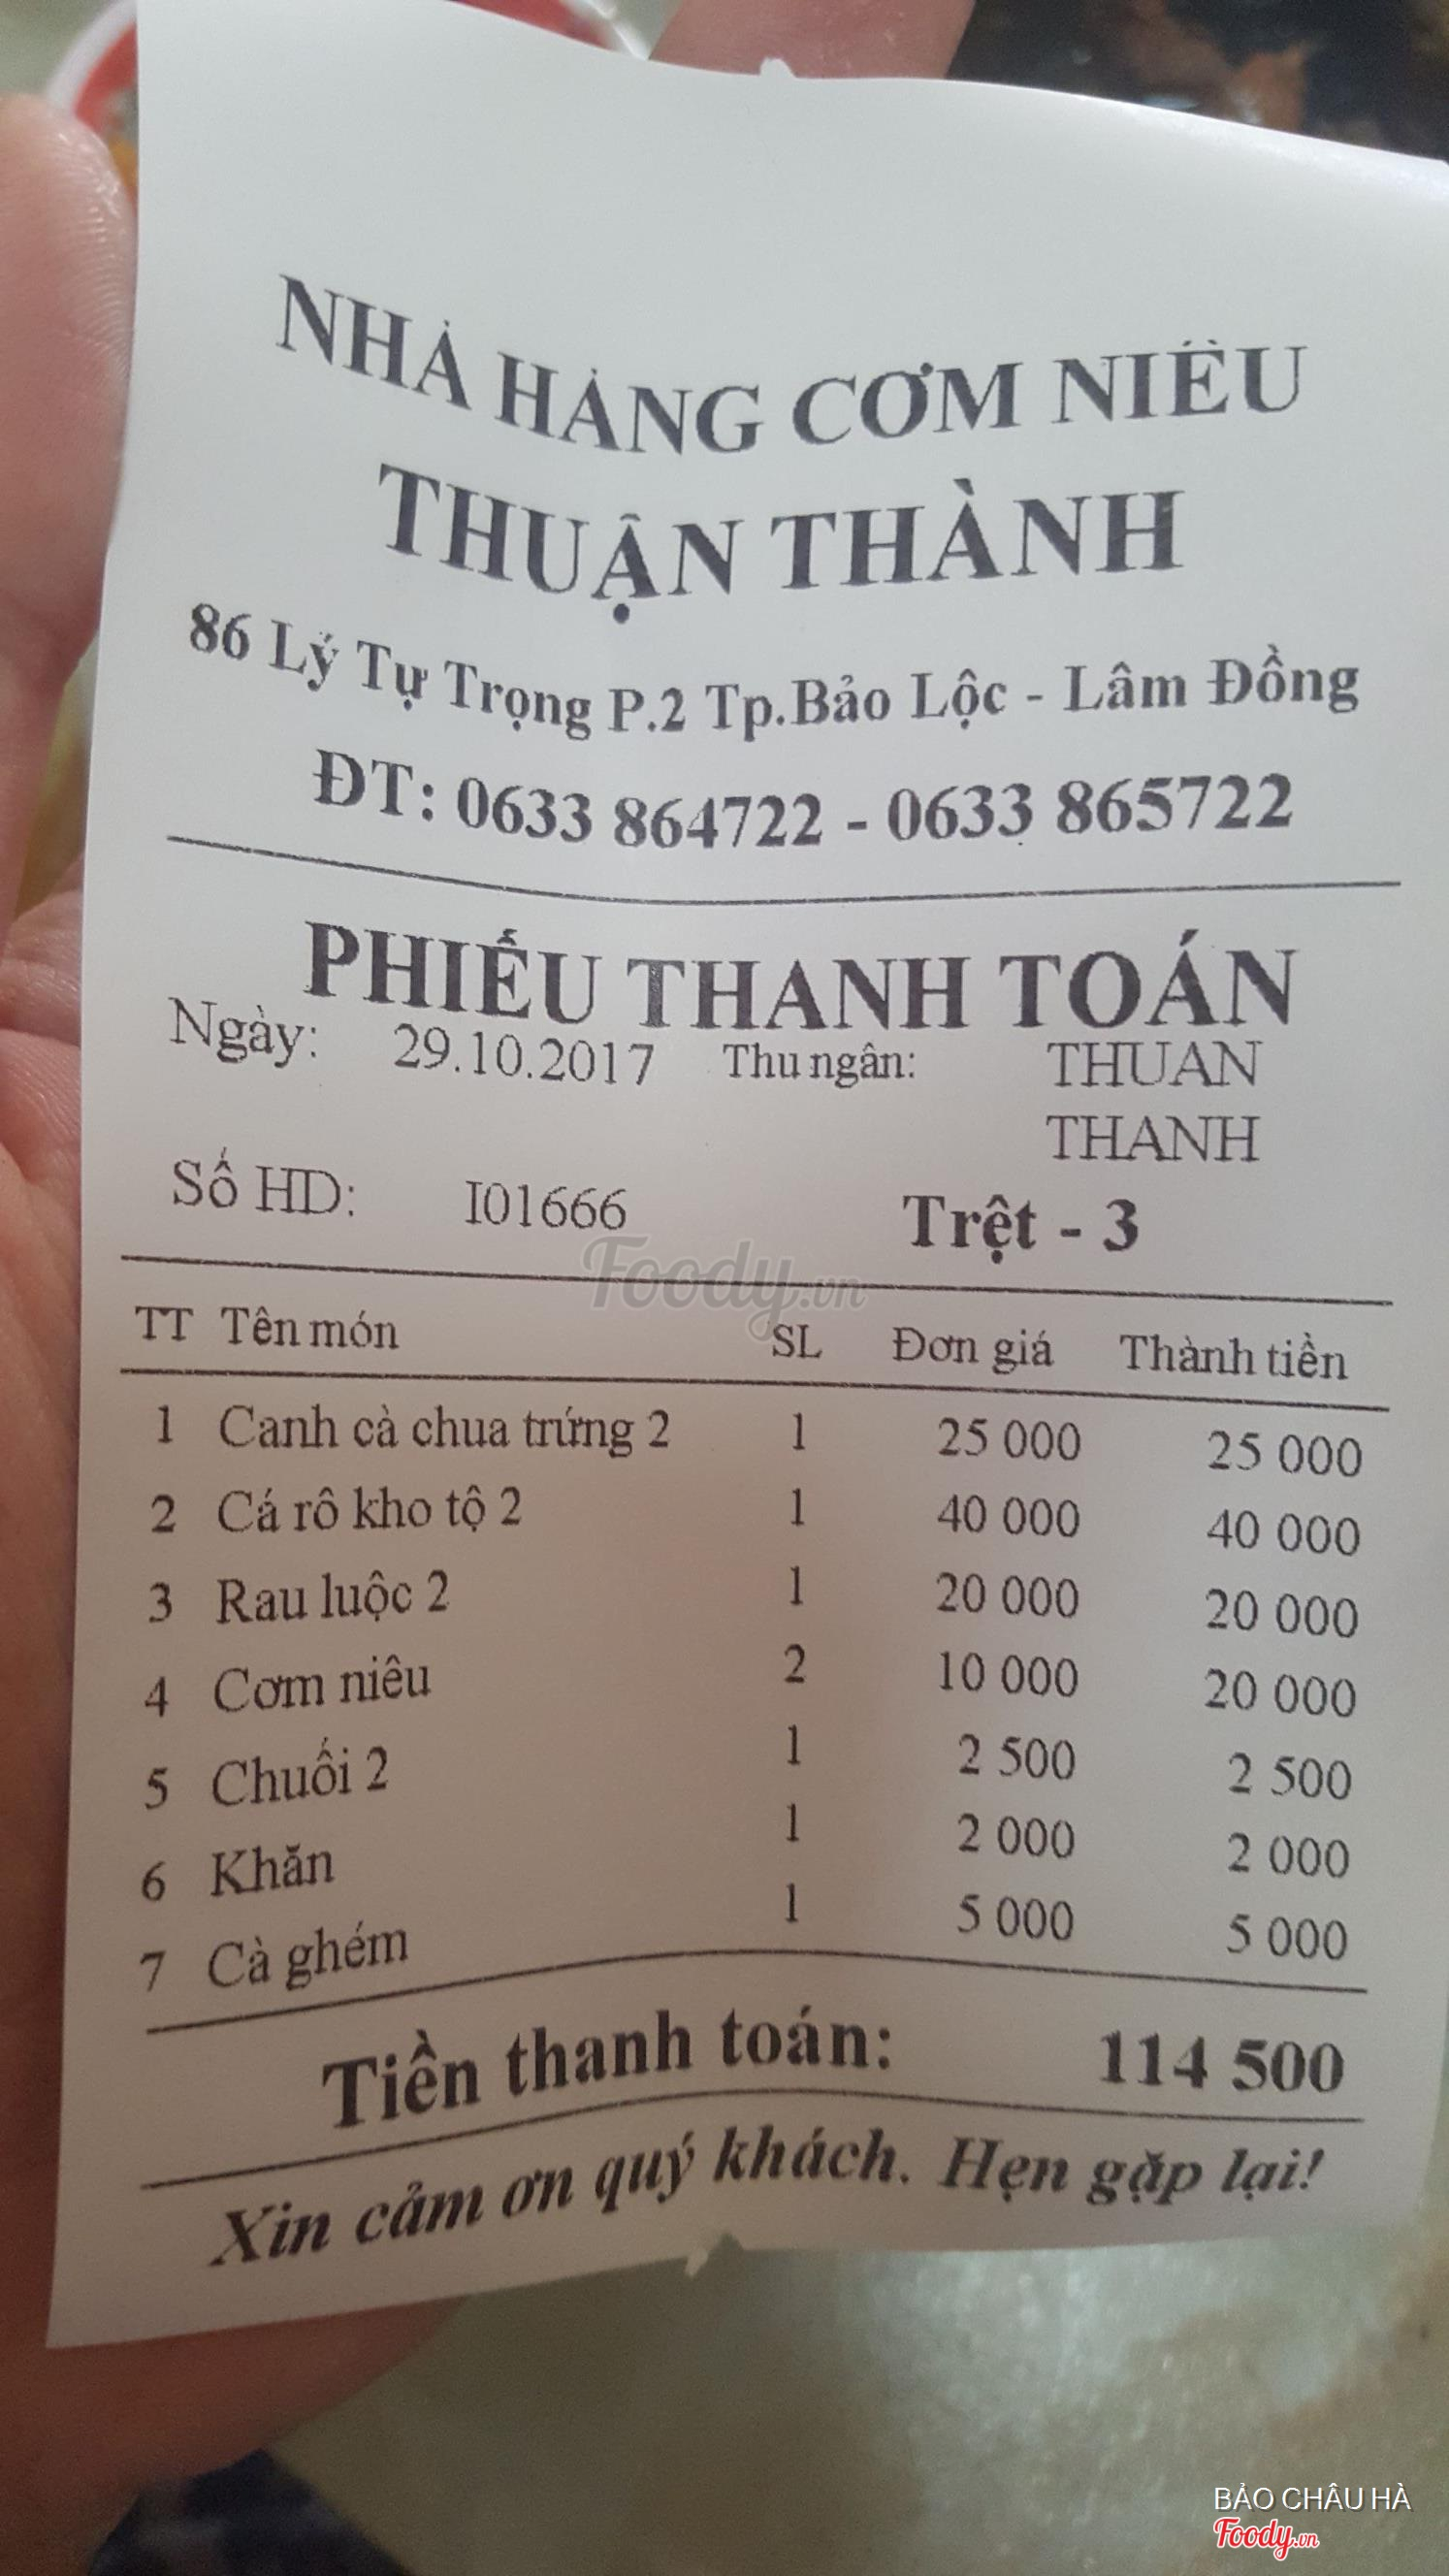 NHÀ HÀNG CƠM NIÊU
THUẬN THÀNH
86 Lý Tự Trọng P.2 Tp.Bảo Lộc - Lâm Đồng
ĐT: 0633 864722 - 0633 865722
PHIẾU THANH TOÁN
Ngày: 29.10.2017 Thu ngân: THUAN
THANH
Số HD: I01666 Trệt - 3
Foody.vn
TT Tên món SL Đơn giá Thành tiền
1 Canh cà chua trứng 2 1 25 000 25 000
2 Cá rô kho tộ 2 1 40 000 40 000
3 Rau luộc 2 1 20 000 20 000
4 Cơm niêu 2 10 000 20 000
5 Chuối 2 1 2 500 2 500
6 Khăn 1 2 000 2 000
7 Cà ghém 1 5 000 5 000
Tiền thanh toán: 114 500
Xin cảm ơn quý khách. Hẹn gặp lại!
BẢO CHÂU HÀ
Foody.vn